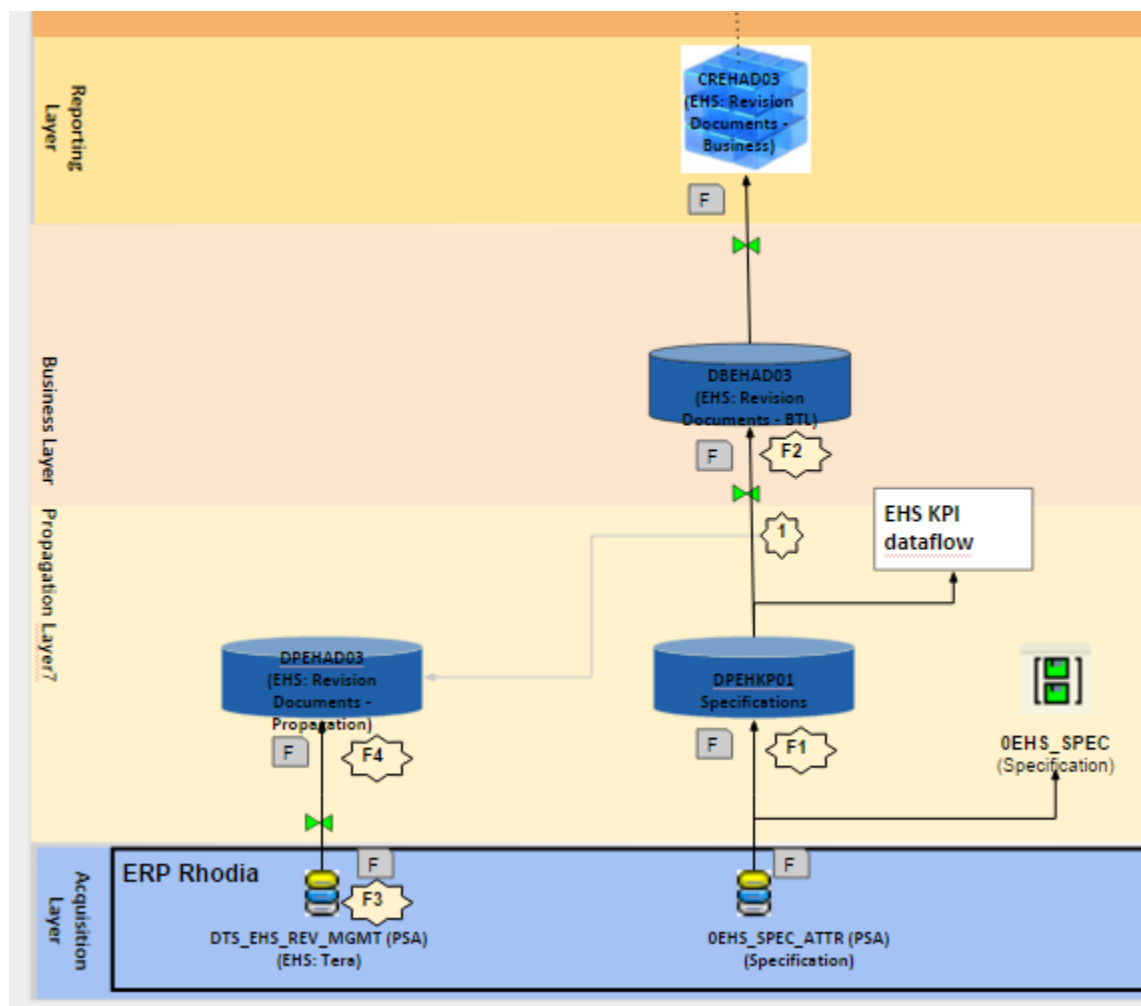 Reporting
Layer
CREHAD03
(EHS: Revision
Documents -
Business)
F
Business Layer
DBEHAD03
(EHS: Revision
Documents - BTL)
F
F2
Propagation Layer7
1
EHS KPI
dataflow
DPEHAD03
(EHS: Revision
Documents -
Propagation)
F
F4
DPEHKP01
Specifications
F
F1
0EHS_SPEC
(Specification)
Acquisition
Layer
ERP Rhodia
F
F3
DTS_EHS_REV_MGMT (PSA)
(EHS: Tera)
F
0EHS_SPEC_ATTR (PSA)
(Specification)